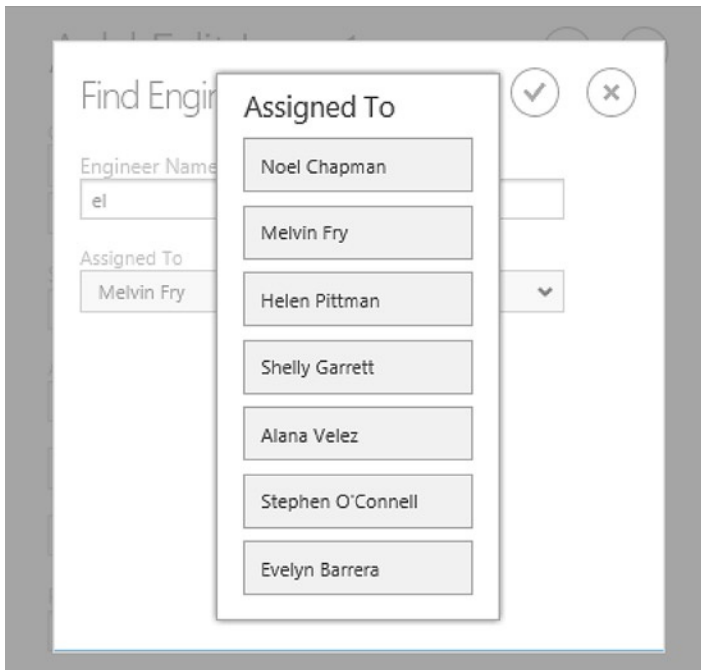 Find Engi
Assigned To
Engineer Name
el
Assigned To
Melvin Fry
Noel Chapman
Melvin Fry
Helen Pittman
Shelly Garrett
Alana Velez
Stephen O'Connell
Evelyn Barrera